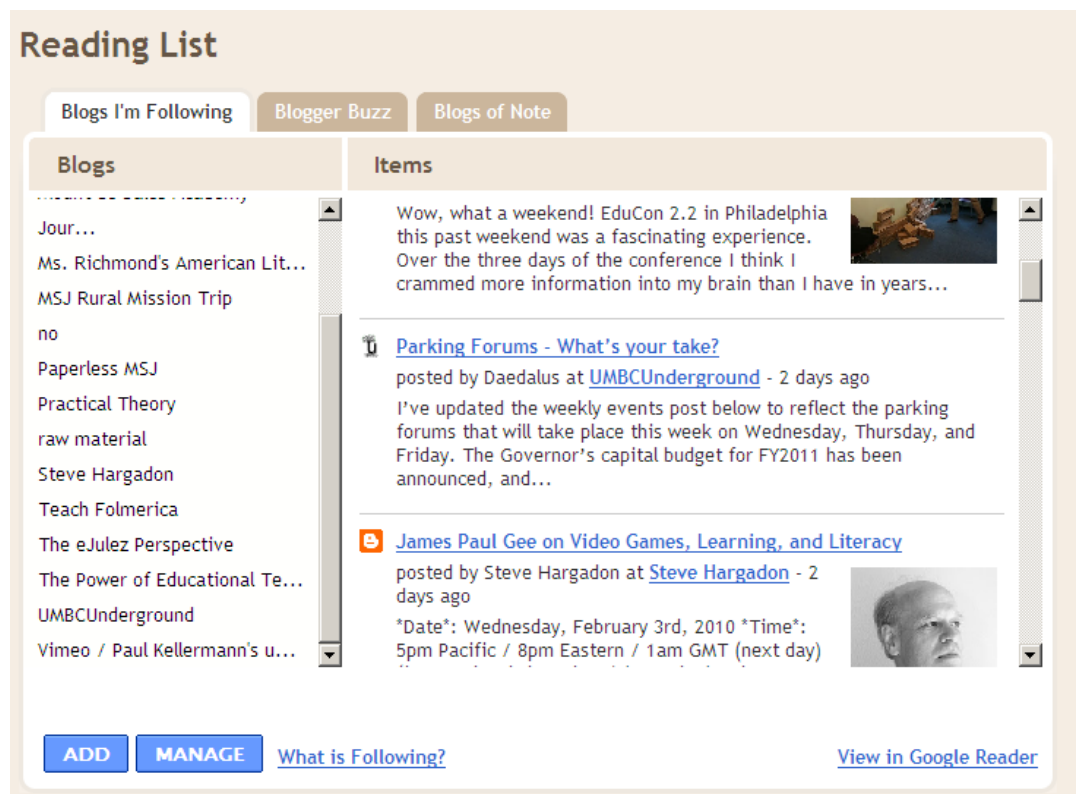 Reading List
Blogs I'm Following
Blogger Buzz
Blogs of Note
Blogs
Items
Jour...
Ms. Richmond's American Lit...
MSJ Rural Mission Trip
no
Paperless MSJ
Practical Theory
raw material
Steve Hargadon
Teach Folmerica
The eJulez Perspective
The Power of Educational Te...
UMBCUnderground
Vimeo / Paul Kellermann's u...
Wow, what a weekend! EduCon 2.2 in Philadelphia
this past weekend was a fascinating experience.
Over the three days of the conference I think I
crammed more information into my brain than I have in years...
Parking Forums - What's your take?
posted by Daedalus at UMBCUnderground - 2 days ago
I've updated the weekly events post below to reflect the parking
forums that will take place this week on Wednesday, Thursday, and
Friday. The Governor's capital budget for FY2011 has been
announced, and...
James Paul Gee on Video Games, Learning, and Literacy
posted by Steve Hargadon at Steve Hargadon - 2
days ago
*Date*: Wednesday, February 3rd, 2010 *Time*:
5pm Pacific / 8pm Eastern / 1am GMT (next day)
ADD
MANAGE
What is Following?
View in Google Reader